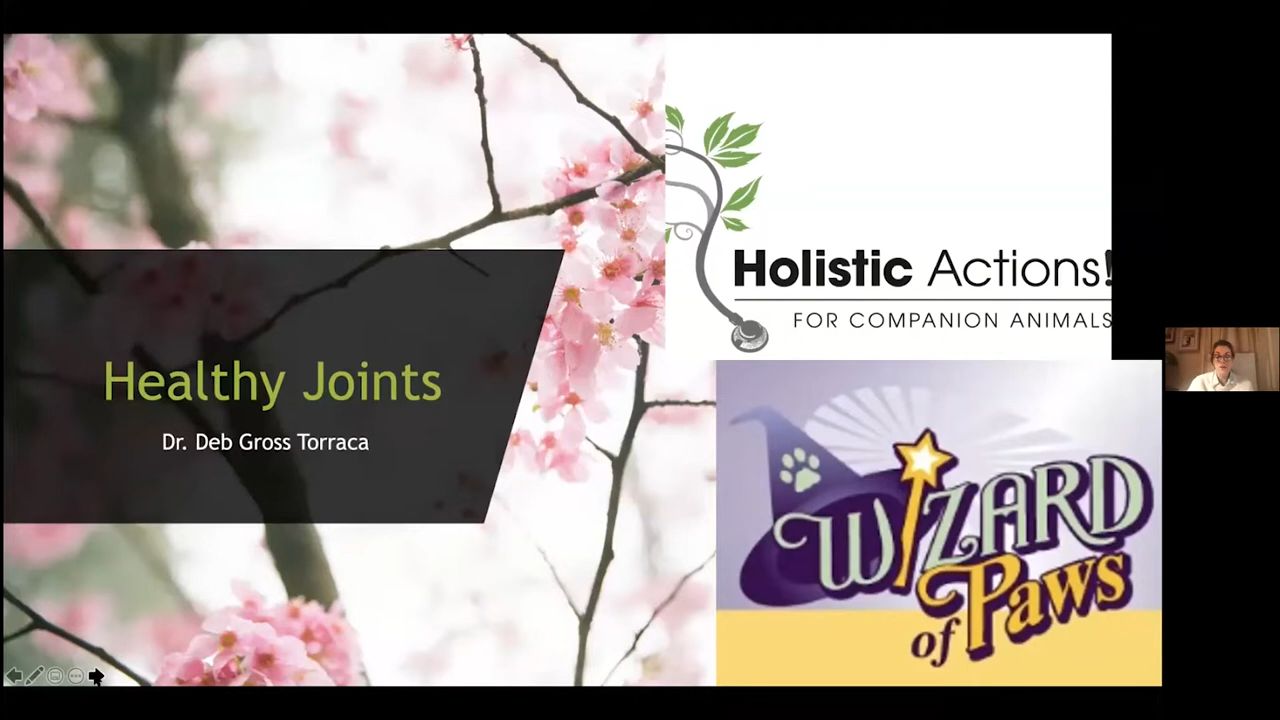 Healthy Joints
Dr. Deb Gross Torraca
Holistic Actions!
FOR COMPANION ANIMALS
WIZARD
of Paws